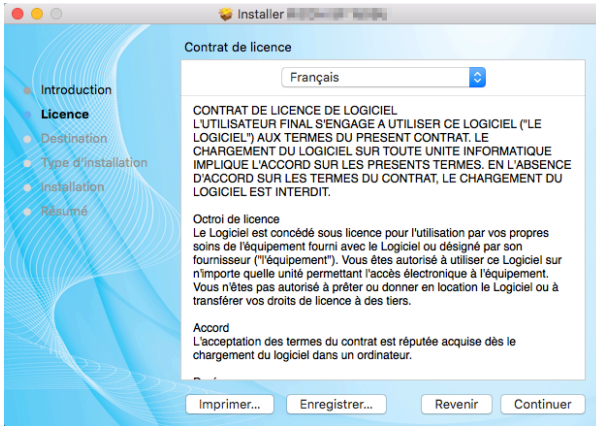 Installer
Contrat de licence
Introduction
Licence
Destination
Type d'installation
Installation
Résumé
Français
CONTRAT DE LICENCE DE LOGICIEL
L'UTILISATEUR FINAL S'ENGAGE A UTILISER CE LOGICIEL ("LE
LOGICIEL") AUX TERMES DU PRESENT CONTRAT. LE
CHARGEMENT DU LOGICIEL SUR TOUTE UNITE INFORMATIQUE
IMPLIQUE L'ACCORD SUR LES PRESENTS TERMES. EN L'ABSENCE
D'ACCORD SUR LES TERMES DU CONTRAT, LE CHARGEMENT DU
LOGICIEL EST INTERDIT.
Octroi de licence
Le Logiciel est concédé sous licence pour l'utilisation par vos propres
soins de l'équipement fourni avec le Logiciel ou désigné par son
fournisseur ("l'équipement"). Vous êtes autorisé à utiliser ce Logiciel sur
n'importe quelle unité permettant l'accès électronique à l'équipement.
Vous n'êtes pas autorisé à prêter ou donner en location le Logiciel ou à
transférer vos droits de licence à des tiers.
Accord
L'acceptation des termes du contrat est réputée acquise dès le
chargement du logiciel dans un ordinateur.
Imprimer...
Enregistrer...
Revenir
Continuer